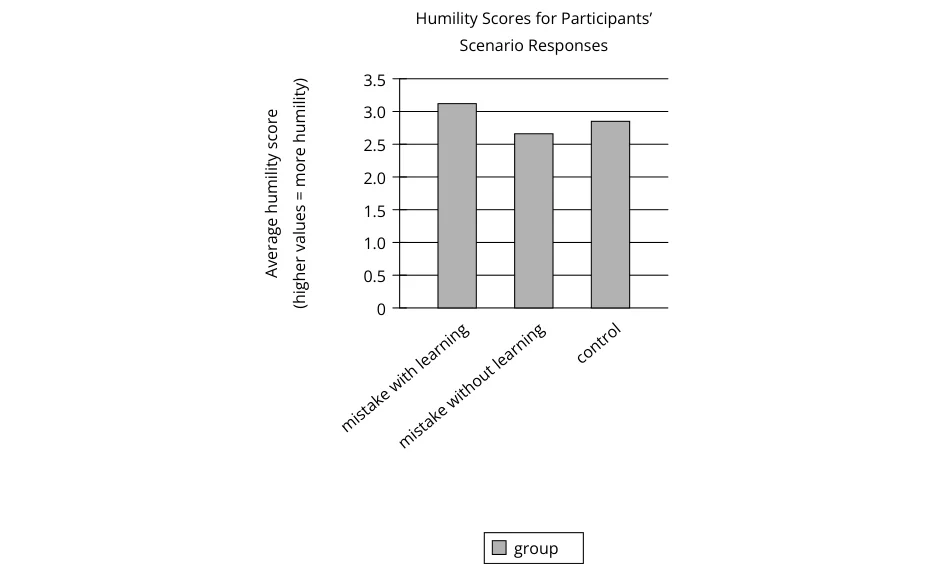 Humility Scores for Participants’
Scenario Responses
Average humility score
(higher values = more humility)
3.5
3.0
2.5
2.0
1.5
1.0
0.5
0
mistake with learning
mistake without learning
control
group